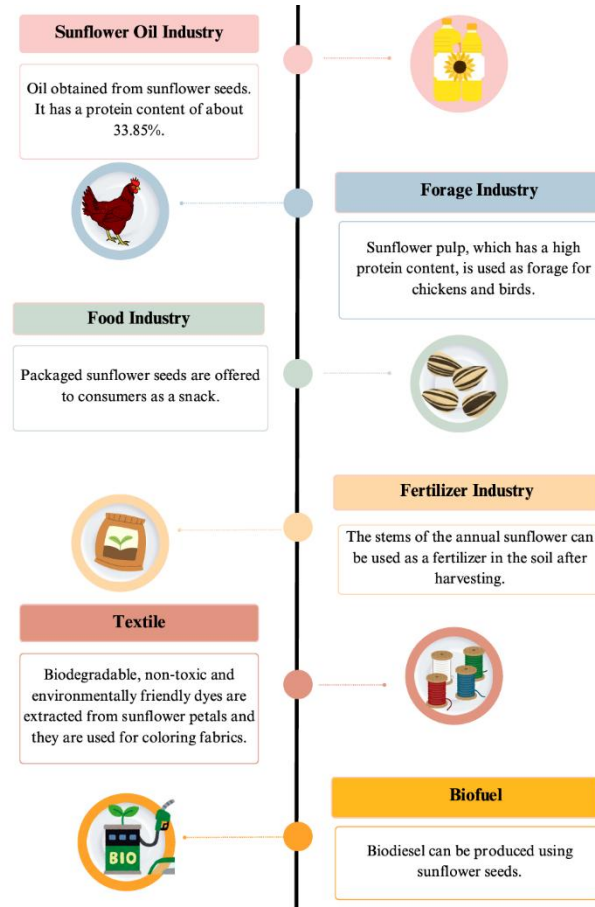 Sunflower Oil Industry
Oil obtained from sunflower seeds.
It has a protein content of about
33.85%.
Forage Industry
Sunflower pulp, which has a high
protein content, is used as forage for
chickens and birds.
Food Industry
Packaged sunflower seeds are offered
to consumers as a snack.
Fertilizer Industry
The stems of the annual sunflower can
be used as a fertilizer in the soil after
harvesting.
Textile
Biodegradable, non-toxic and
environmentally friendly dyes are
extracted from sunflower petals and
they are used for coloring fabrics.
BIO
Biofuel
Biodiesel can be produced using
sunflower seeds.